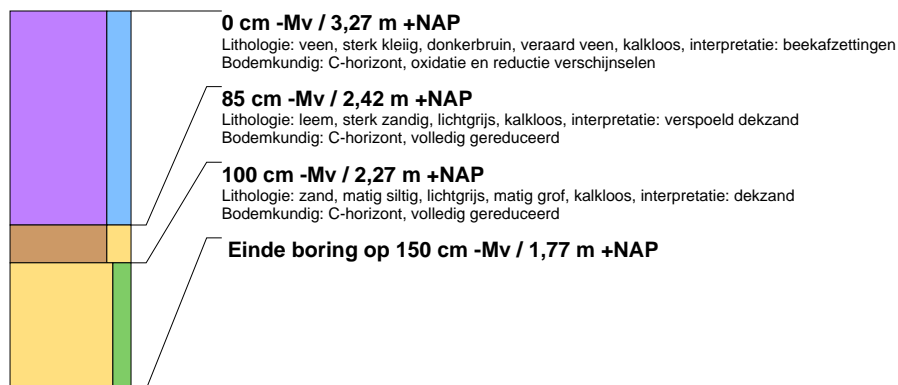 0 cm -Mv / 3,27 m +NAP
Lithologie: veen, sterk kleiig, donkerbruin, veraard veen, kalkloos, interpretatie: beekafzettingen
Bodemkundig: C-horizont, oxidatie en reductie verschijnselen
85 cm -Mv / 2,42 m +NAP
Lithologie: leem, sterk zandig, lichtgrijs, kalkloos, interpretatie: verspoeld dekzand
Bodemkundig: C-horizont, volledig gereduceerd
100 cm -Mv / 2,27 m +NAP
Lithologie: zand, matig siltig, lichtgrijs, matig grof, kalkloos, interpretatie: dekzand
Bodemkundig: C-horizont, volledig gereduceerd
Einde boring op 150 cm -Mv / 1,77 m +NAP